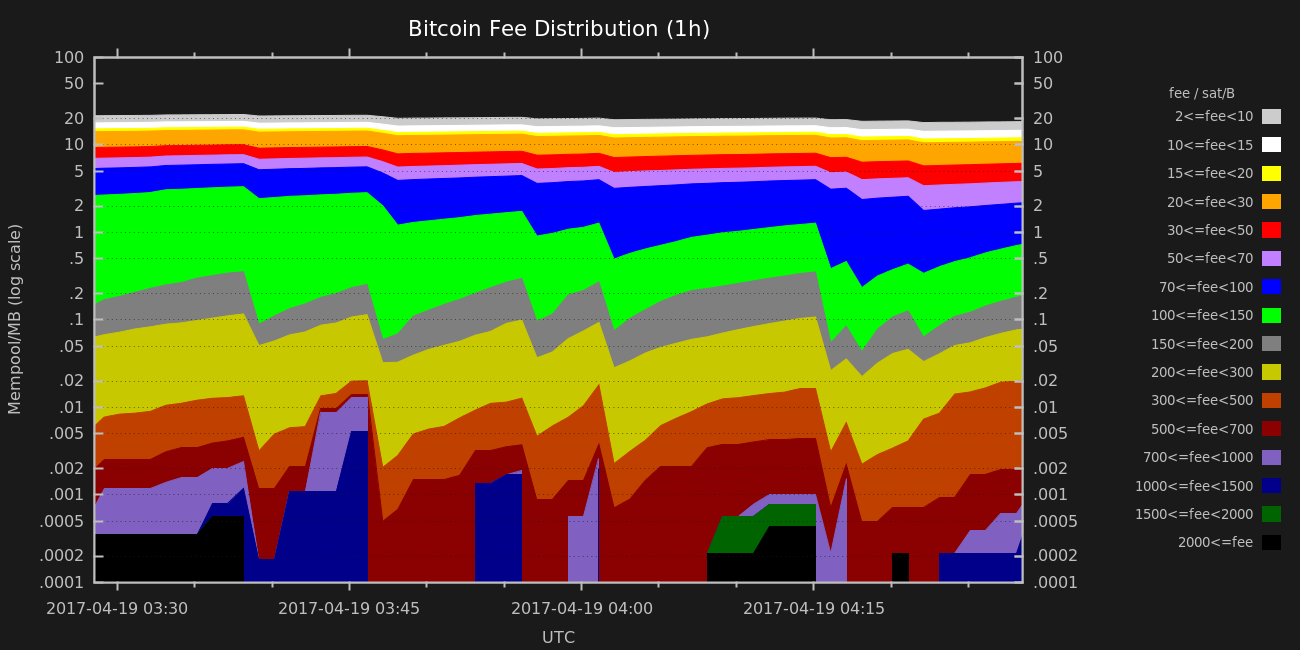 Bitcoin Fee Distribution (1h)
Mempool/MB (log scale)
100
50
20
10
5
2
1
.5
.2
.1
.05
.02
.01
.005
.002
.001
.0005
.0002
.0001
100
50
20
10
5
2
1
.5
.2
.1
.05
.02
.01
.005
.002
.001
.0005
.0002
.0001
fee / sat/B
2<=fee<10
10<=fee<15
15<=fee<20
20<=fee<30
30<=fee<50
50<=fee<70
70<=fee<100
100<=fee<150
150<=fee<200
200<=fee<300
300<=fee<500
500<=fee<700
700<=fee<1000
1000<=fee<1500
1500<=fee<2000
2000<=fee
2017-04-19 03:30 2017-04-19 03:45 2017-04-19 04:00 2017-04-19 04:15
UTC